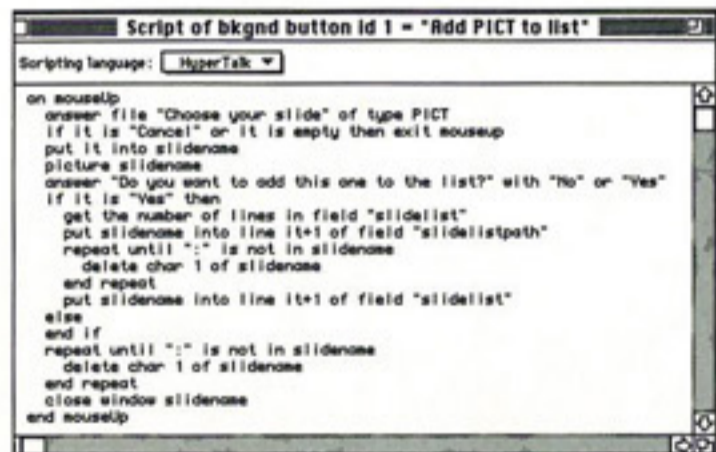 Script of bkgnd button id 1 = "Add PICT to list"
Scripting language: HyperTalk
on mouseUp
answer file "Choose your slide" of type PICT
if it is "Cancel" or it is empty then exit mouseup
put it into slidename
picture slidename
answer "Do you want to add this one to the list?" with "No" or "Yes"
if it is "Yes" then
get the number of lines in field "slidelist"
put slidename into line it+1 of field "slidelistpath"
repeat until ":" is not in slidename
delete char 1 of slidename
end repeat
put slidename into line it+1 of field "slidelist"
else
end if
repeat until ":" is not in slidename
delete char 1 of slidename
end repeat
close window slidename
end mouseUp